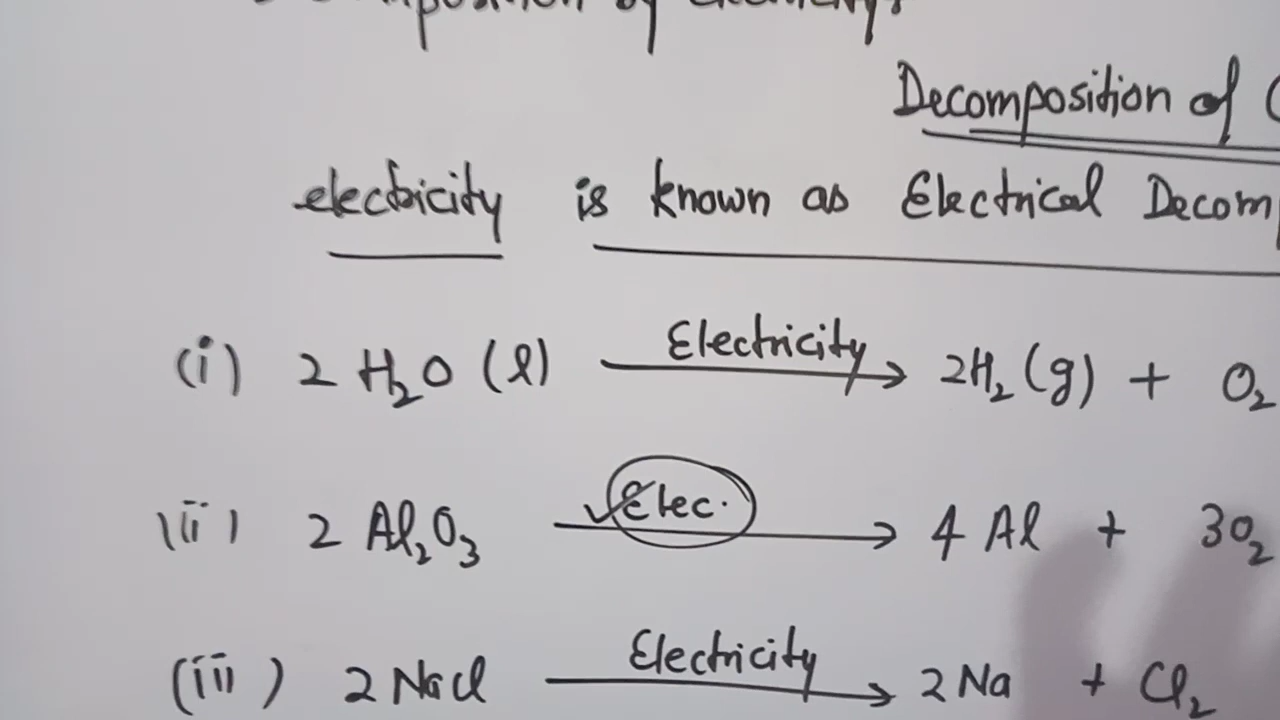 by
Decomposition of
electricity is known as Electrical Decom
(i) 2 H₂O (l) Electricity → 2H₂ (g) + O₂
(ii) 2 Al₂O₃ Elec. → 4 Al + 3O₂
(iii) 2 NaCl Electricity → 2 Na + Cl₂